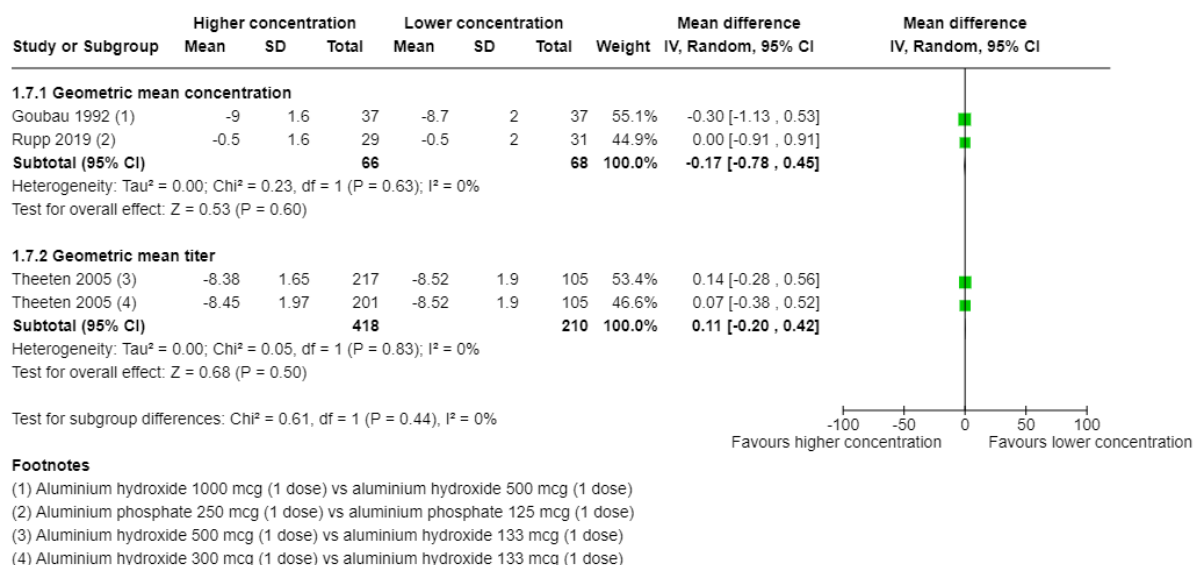 Higher concentration Lower concentration Mean difference Mean difference
Study or Subgroup Mean SD Total Mean SD Total Weight IV, Random, 95% CI IV, Random, 95% CI
1.7.1 Geometric mean concentration
Goubau 1992 (1) -9 1.6 37 -8.7 2 37 55.1% -0.30 [-1.13 , 0.53]
Rupp 2019 (2) -0.5 1.6 29 -0.5 2 31 44.9% 0.00 [-0.91 , 0.91]
Subtotal (95% CI) 66 68 100.0% -0.17 [-0.78 , 0.45]
Heterogeneity: Tau² = 0.00; Chi² = 0.23, df = 1 (P = 0.63); I² = 0%
Test for overall effect: Z = 0.53 (P = 0.60)
1.7.2 Geometric mean titer
Theeten 2005 (3) -8.38 1.65 217 -8.52 1.9 105 53.4% 0.14 [-0.28 , 0.56]
Theeten 2005 (4) -8.45 1.97 201 -8.52 1.9 105 46.6% 0.07 [-0.38 , 0.52]
Subtotal (95% CI) 418 210 100.0% 0.11 [-0.20 , 0.42]
Heterogeneity: Tau² = 0.00; Chi² = 0.05, df = 1 (P = 0.83); I² = 0%
Test for overall effect: Z = 0.68 (P = 0.50)
Test for subgroup differences: Chi² = 0.61, df = 1 (P = 0.44), I² = 0%
-100 -50 0 50 100
Favours higher concentration Favours lower concentration
Footnotes
(1) Aluminium hydroxide 1000 mcg (1 dose) vs aluminium hydroxide 500 mcg (1 dose)
(2) Aluminium phosphate 250 mcg (1 dose) vs aluminium phosphate 125 mcg (1 dose)
(3) Aluminium hydroxide 500 mcg (1 dose) vs aluminium hydroxide 133 mcg (1 dose)
(4) Aluminium hydroxide 300 mcg (1 dose) vs aluminium hydroxide 133 mcg (1 dose)